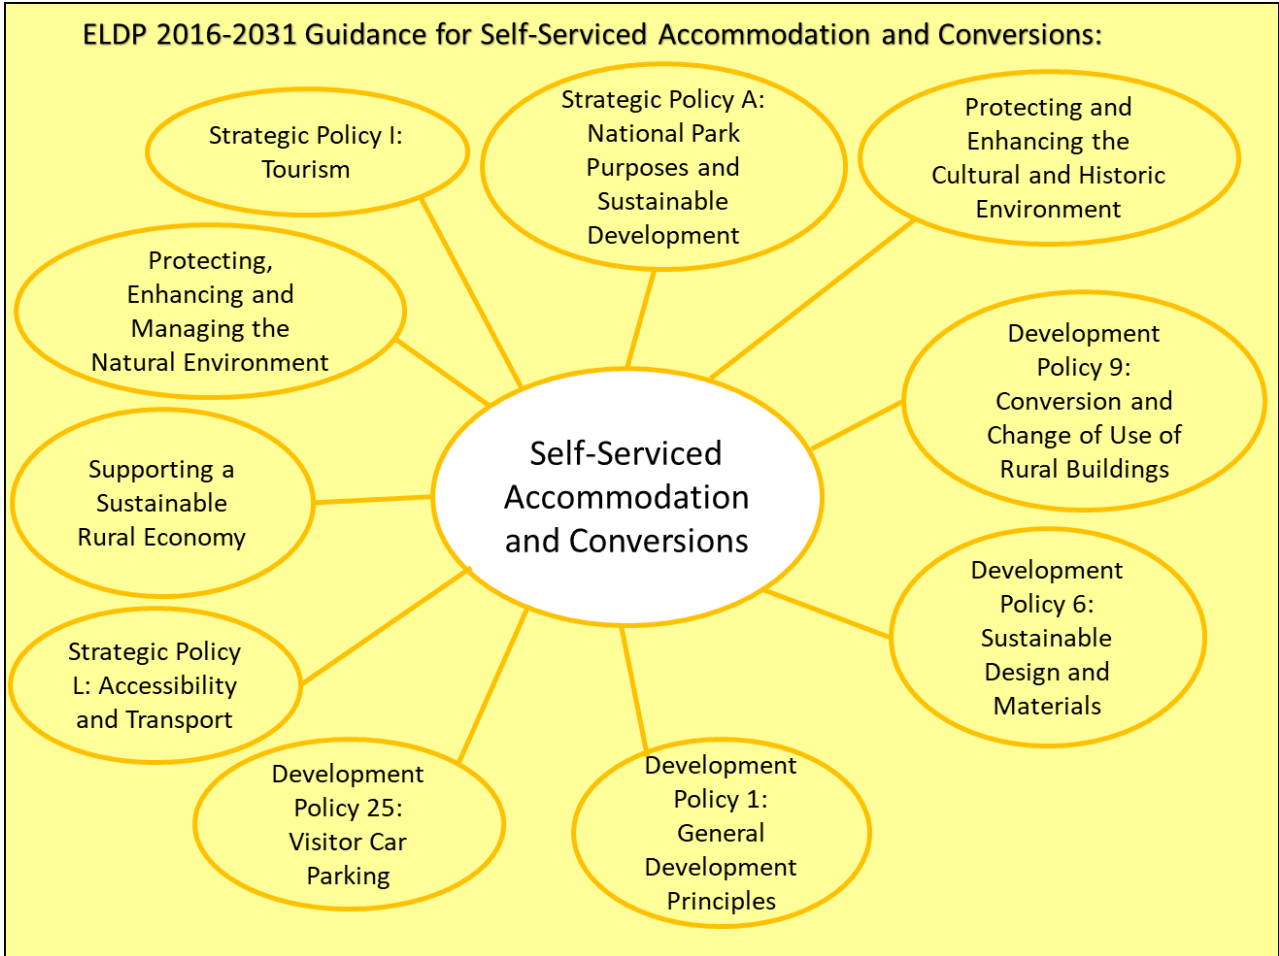 ELDP 2016-2031 Guidance for Self-Serviced Accommodation and Conversions:
Strategic Policy I:
Tourism
Strategic Policy A:
National Park
Purposes and
Sustainable
Development
Protecting and
Enhancing the
Cultural and Historic
Environment
Protecting,
Enhancing and
Managing the
Natural Environment
Development
Policy 9:
Conversion and
Change of Use of
Rural Buildings
Self-Serviced
Accommodation
and Conversions
Supporting a
Sustainable
Rural Economy
Development
Policy 6:
Sustainable
Design and
Materials
Strategic Policy
L: Accessibility
and Transport
Development
Policy 25:
Visitor Car
Parking
Development
Policy 1:
General
Development
Principles